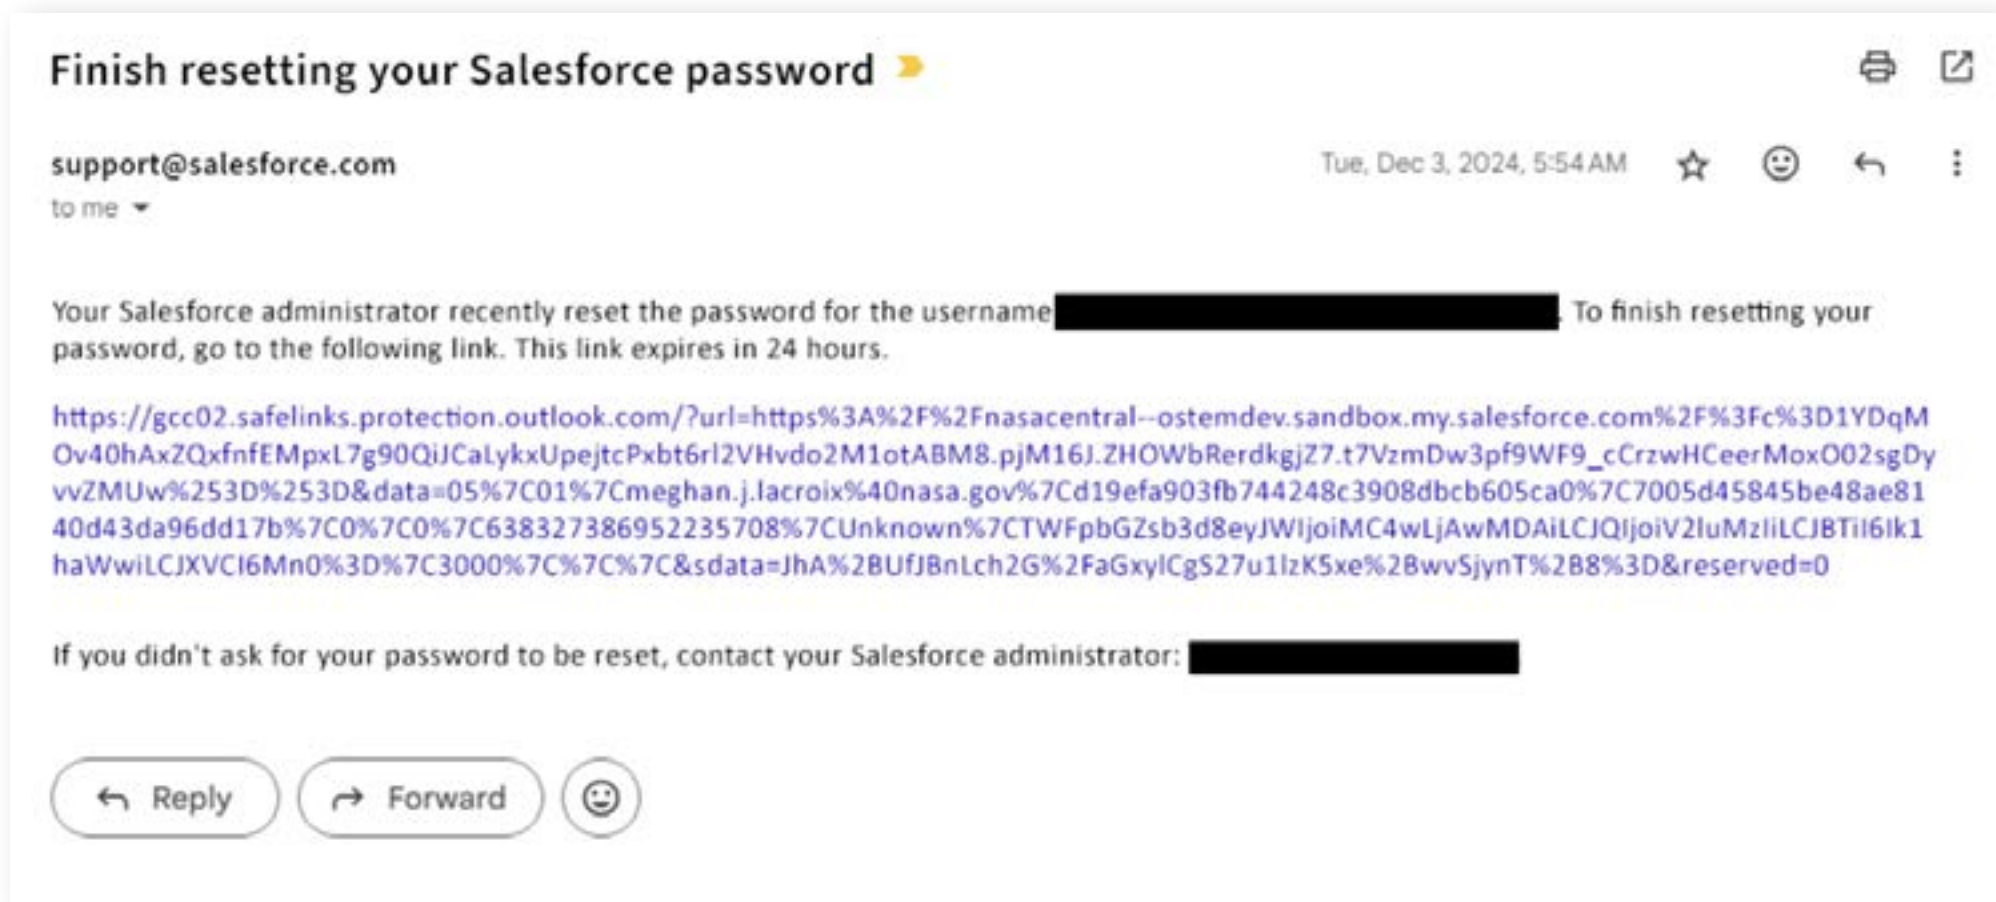 Finish resetting your Salesforce password
support@salesforce.com
Tue, Dec 3, 2024, 5:54 AM
to me
Your Salesforce administrator recently reset the password for the username . To finish resetting your
password, go to the following link. This link expires in 24 hours.
https://gcc02.safelinks.protection.outlook.com/?url=https%3A%2F%2Fnasacentral--ostemdev.sandbox.my.salesforce.com%2F%3Fc%3D1YDqM
Ov40hAxZQxfnfEMpxL7g90QiJCaLykxUpejtcPxbt6rl2VHvdo2M1otABM8.pjM16J.ZHOWbRerdkgjZ7.t7VzmDw3pf9WF9_cCrzwHCeerMoxO02sgDy
vvZMUw%253D%253D&data=05%7C01%7Cmeghan.j.lacroix%40nasa.gov%7Cd19efa903fb744248c3908dbcb605ca0%7C7005d45845be48ae81
40d43da96dd17b%7C0%7C0%7C638327386952235708%7CUnknown%7CTWFpbGZsb3d8eyJWIjoiMC4wLjAwMDAiLCJQIjoiV2luMzIiLCJBTiI6Ik1
haWwiLCJXVCI6Mn0%3D%7C3000%7C%7C%7C&sdata=JhA%2BUfJBnLch2G%2FaGxylCgS27u1lzK5xe%2BwvSjynT%2B8%3D&reserved=0
If you didn't ask for your password to be reset, contact your Salesforce administrator:
Reply
Forward